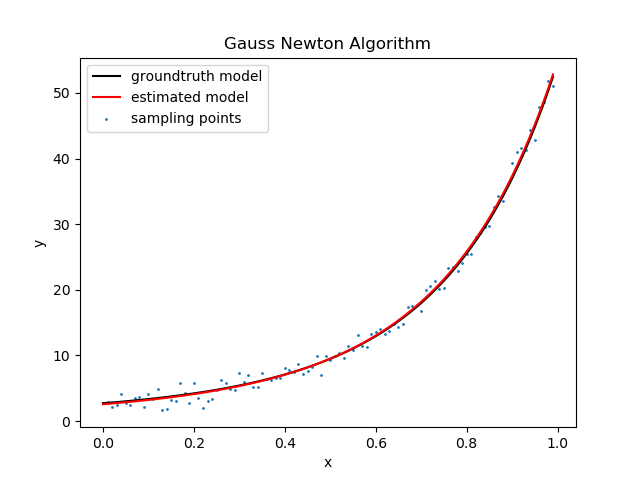 Gauss Newton Algorithm
groundtruth model
estimated model
sampling points
50
40
30
20
10
0
y
0.0 0.2 0.4 0.6 0.8 1.0
x